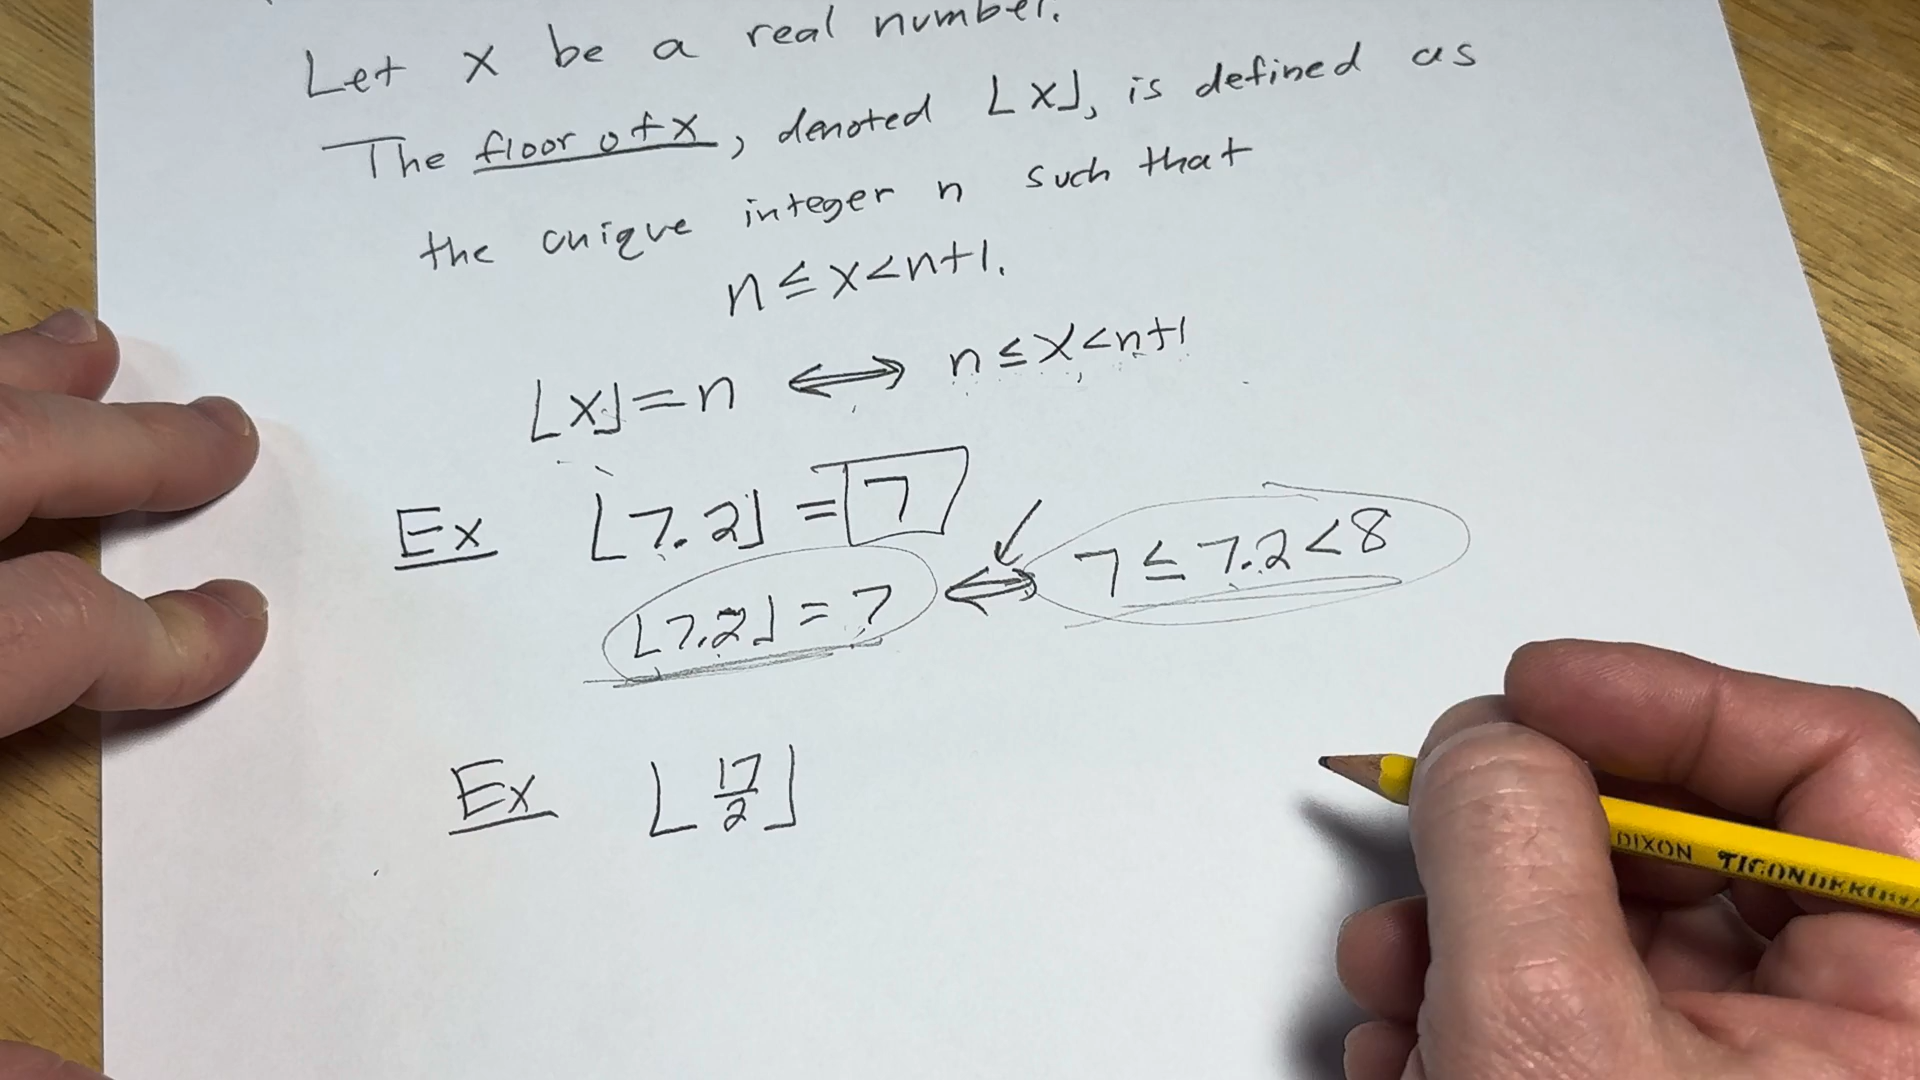 Let x be a real number.
The floor of x, denoted ⌊x⌋, is defined as
the unique integer n such that
n ≤ x < n+1.
⌊x⌋ = n ⟺ n ≤ x < n+1
Ex ⌊7.2⌋ = 7
⌊7.2⌋ = 7 ⟺ 7 ≤ 7.2 < 8
Ex ⌊17/2⌋
DIXON TICONDEROGA